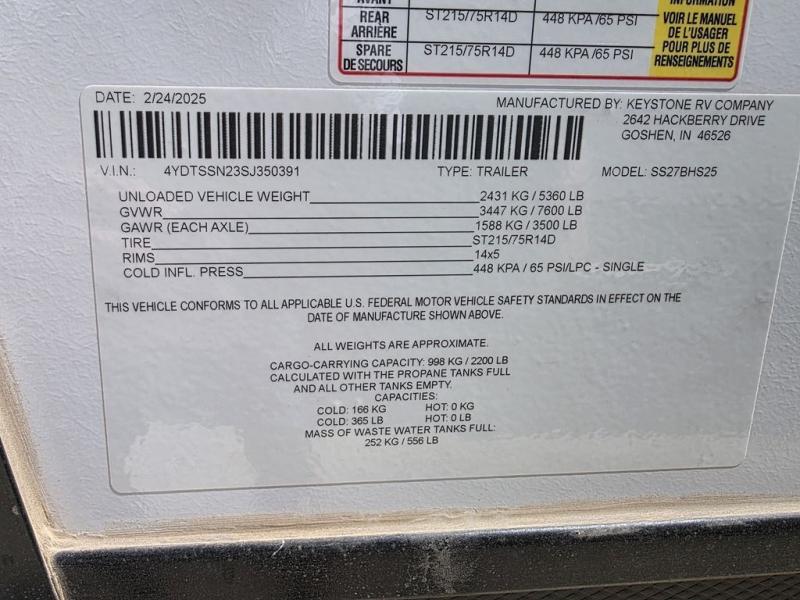 AVANT
INFORMATION
REAR ST215/75R14D 448 KPA /65 PSI VOIR LE MANUEL
ARRIÈRE DE L'USAGER
SPARE ST215/75R14D 448 KPA /65 PSI POUR PLUS DE
DE SECOURS RENSEIGNEMENTS
DATE: 2/24/2025 MANUFACTURED BY: KEYSTONE RV COMPANY
2642 HACKBERRY DRIVE
GOSHEN, IN 46526
V.I.N.: 4YDTSSN23SJ350391 TYPE: TRAILER MODEL: SS27BHS25
UNLOADED VEHICLE WEIGHT 2431 KG / 5360 LB
GVWR 3447 KG / 7600 LB
GAWR (EACH AXLE) 1588 KG / 3500 LB
TIRE ST215/75R14D
RIMS 14x5
COLD INFL. PRESS 448 KPA / 65 PSI/LPC - SINGLE
THIS VEHICLE CONFORMS TO ALL APPLICABLE U.S. FEDERAL MOTOR VEHICLE SAFETY STANDARDS IN EFFECT ON THE
DATE OF MANUFACTURE SHOWN ABOVE.
ALL WEIGHTS ARE APPROXIMATE.
CARGO-CARRYING CAPACITY: 998 KG / 2200 LB
CALCULATED WITH THE PROPANE TANKS FULL
AND ALL OTHER TANKS EMPTY.
CAPACITIES:
COLD: 166 KG HOT: 0 KG
COLD: 365 LB HOT: 0 LB
MASS OF WASTE WATER TANKS FULL:
252 KG / 556 LB